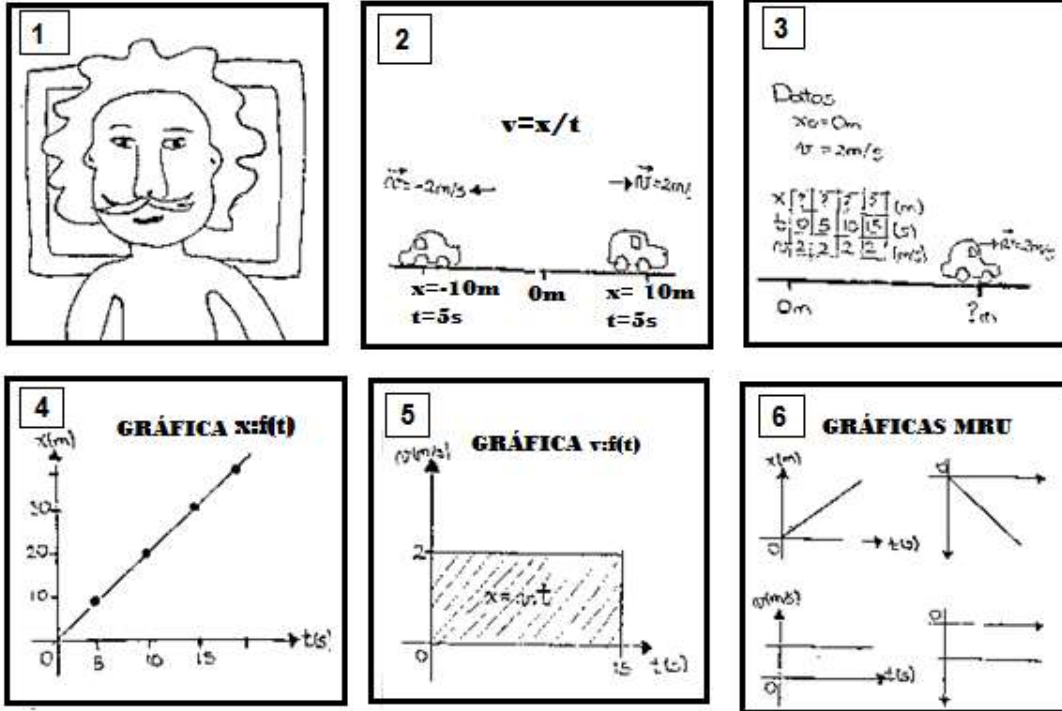 1
2
v=x/t
v=-2m/s
v=2m/
x=-10m 0m x= 10m
t=5s t=5s
3
Datos
x0=0m
v=2m/s
x ? ? ? ? (m)
t 0 5 10 15 (s)
v 2 2 2 2 (m/s)
v=2m/s
0m ?m
4
GRÁFICA x:f(t)
x(m)
30
20
10
0 5 10 15 t(s)
5
GRÁFICA v:f(t)
v(m/s)
2
x=v.t
0 15 t(s)
6
GRÁFICAS MRU
x(m) 0
0 t(s)
v(m/s) 0
0 t(s)